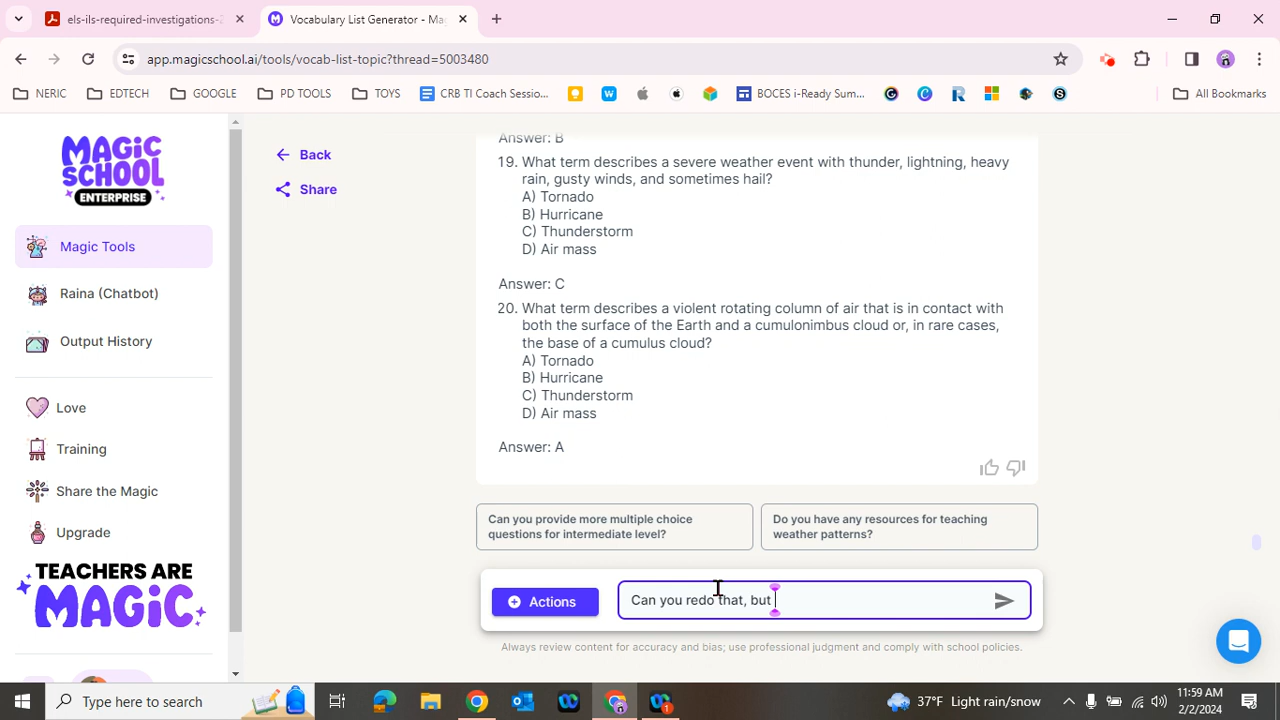 els-ils-required-investigations-
Vocabulary List Generator - Ma
app.magicschool.ai/tools/vocab-list-topic?thread=5003480
NERIC
EDTECH
GOOGLE
PD TOOLS
TOYS
CRB TI Coach Sessio...
BOCES i-Ready Sum...
All Bookmarks
MAGIC
SCHOOL
ENTERPRISE
Magic Tools
Raina (Chatbot)
Output History
Love
Training
Share the Magic
Upgrade
TEACHERS ARE
MAGIC
Back
Share
Answer: B
19. What term describes a severe weather event with thunder, lightning, heavy
rain, gusty winds, and sometimes hail?
A) Tornado
B) Hurricane
C) Thunderstorm
D) Air mass
Answer: C
20. What term describes a violent rotating column of air that is in contact with
both the surface of the Earth and a cumulonimbus cloud or, in rare cases,
the base of a cumulus cloud?
A) Tornado
B) Hurricane
C) Thunderstorm
D) Air mass
Answer: A
Can you provide more multiple choice
questions for intermediate level?
Do you have any resources for teaching
weather patterns?
Actions
Can you redo that, but
Always review content for accuracy and bias; use professional judgment and comply with school policies.
Type here to search
37°F Light rain/snow
11:59 AM
2/2/2024